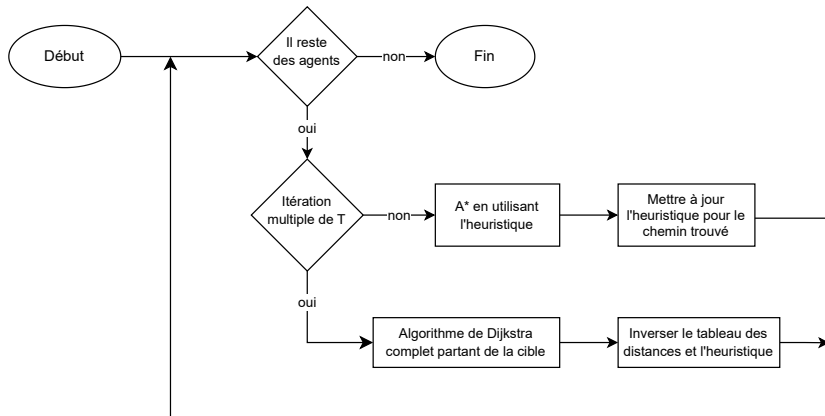 Début
Il reste
des agents
non
Fin
oui
Itération
multiple de T
non
A* en utilisant
l'heuristique
Mettre à jour
l'heuristique pour le
chemin trouvé
oui
Algorithme de Dijkstra
complet partant de la cible
Inverser le tableau des
distances et l'heuristique